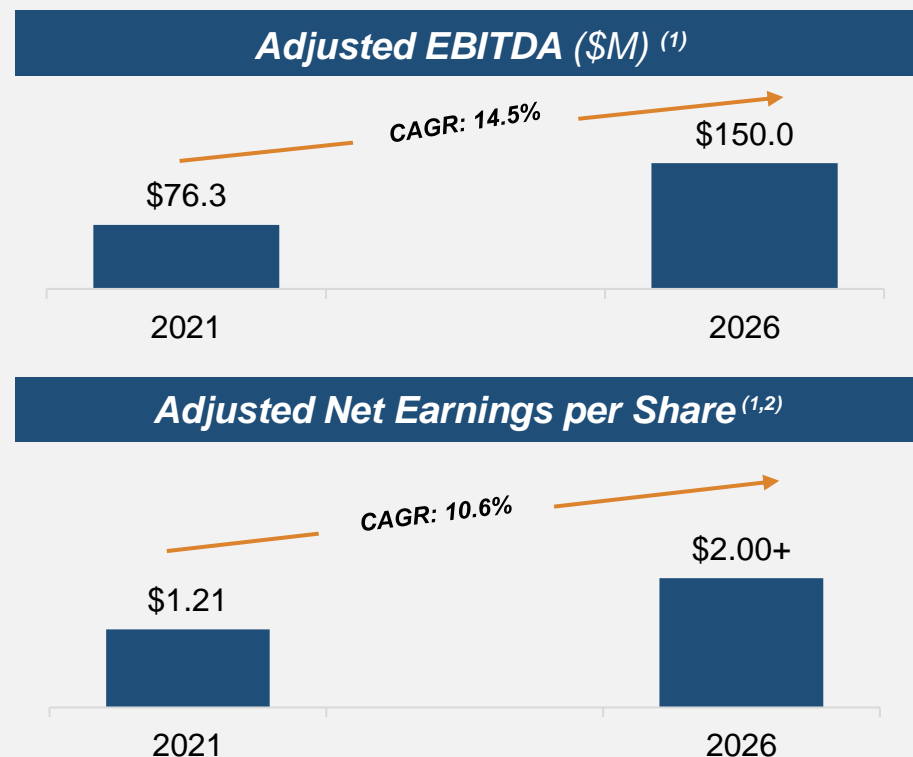 Adjusted EBITDA ($M) (1)
CAGR: 14.5%
$150.0
$76.3
2021 2026
Adjusted Net Earnings per Share (1,2)
CAGR: 10.6%
$2.00+
$1.21
2021 2026